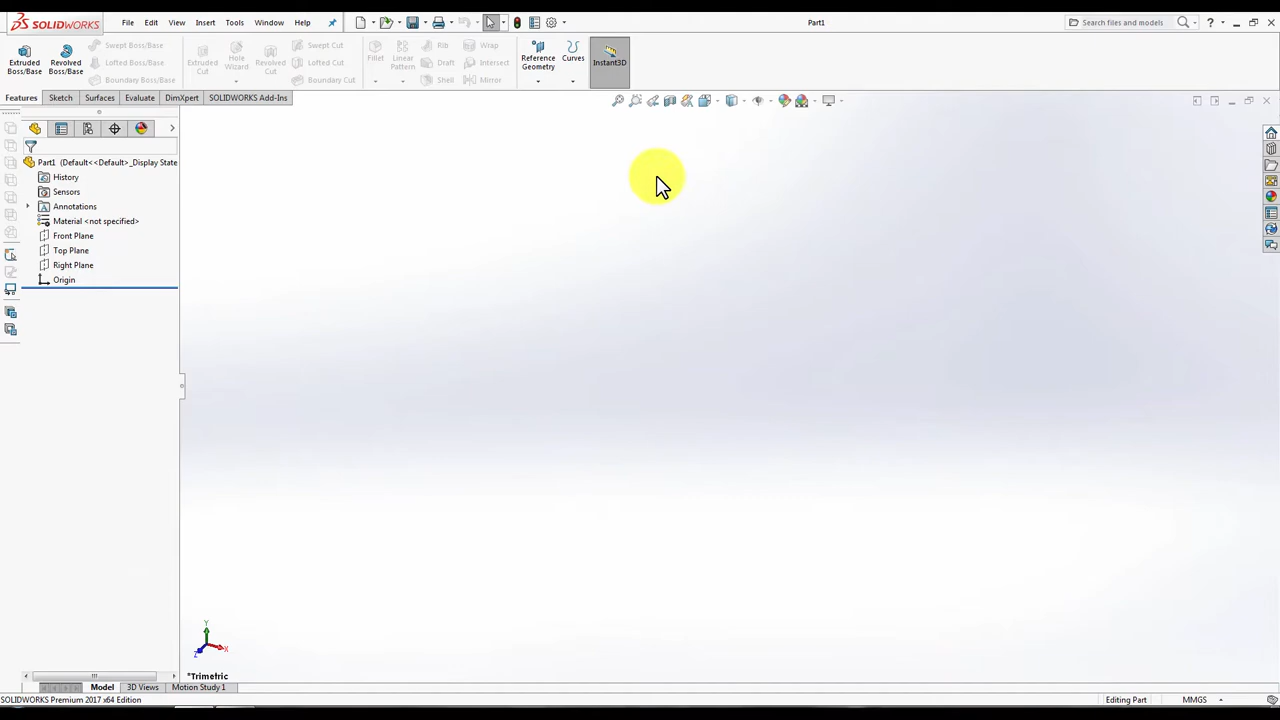 SOLIDWORKS File Edit View Insert Tools Window Help Part1 Search files and models
Extruded Boss/Base
Revolved Boss/Base
Swept Boss/Base
Lofted Boss/Base
Boundary Boss/Base
Extruded Cut
Hole Wizard
Revolved Cut
Swept Cut
Lofted Cut
Boundary Cut
Fillet
Linear Pattern
Rib
Draft
Shell
Wrap
Intersect
Mirror
Reference Geometry
Curves
Instant3D
Features Sketch Surfaces Evaluate DimXpert SOLIDWORKS Add-Ins
Part1 (Default<<Default>_Display State
History
Sensors
Annotations
Material <not specified>
Front Plane
Top Plane
Right Plane
Origin
Y
X
Z
*Trimetric
Model 3D Views Motion Study 1
SOLIDWORKS Premium 2017 x64 Edition Editing Part MMGS